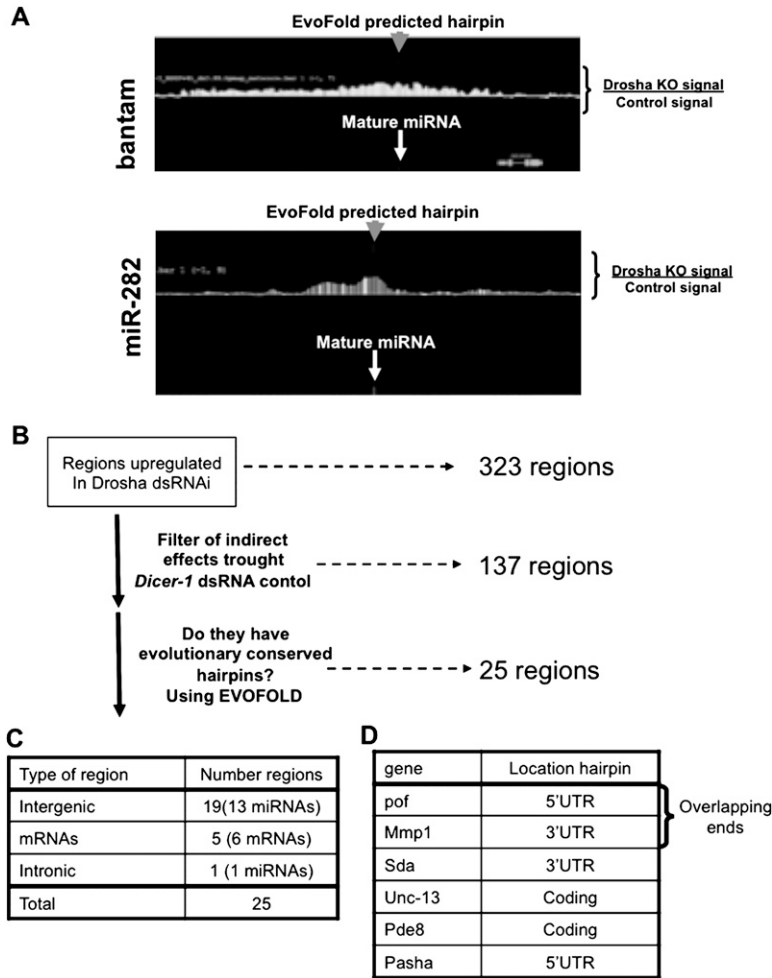 A
EvoFold predicted hairpin
bantam
Drosha KO signal
Control signal
Mature miRNA
EvoFold predicted hairpin
miR-282
Drosha KO signal
Control signal
Mature miRNA
B
Regions upregulated
In Drosha dsRNAi
323 regions
Filter of indirect
effects trought
Dicer-1 dsRNA contol
137 regions
Do they have
evolutionary conserved
hairpins?
Using EVOFOLD
25 regions
C
Type of region Number regions
Intergenic 19(13 miRNAs)
mRNAs 5 (6 mRNAs)
Intronic 1 (1 miRNAs)
Total 25
D
gene Location hairpin
pof 5'UTR
Mmp1 3'UTR
Overlapping
ends
Sda 3'UTR
Unc-13 Coding
Pde8 Coding
Pasha 5'UTR